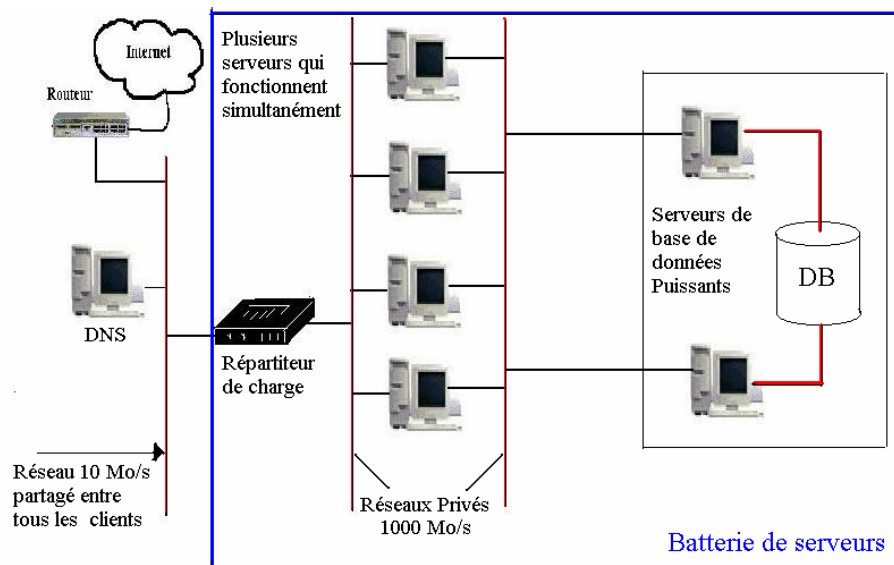 Internet
Routeur
DNS
Réseau 10 Mo/s
partagé entre
tous les clients
Plusieurs
serveurs qui
fonctionnent
simultanément
Répartiteur
de charge
Réseaux Privés
1000 Mo/s
Serveurs de
base de
données
Puissants
DB
Batterie de serveurs